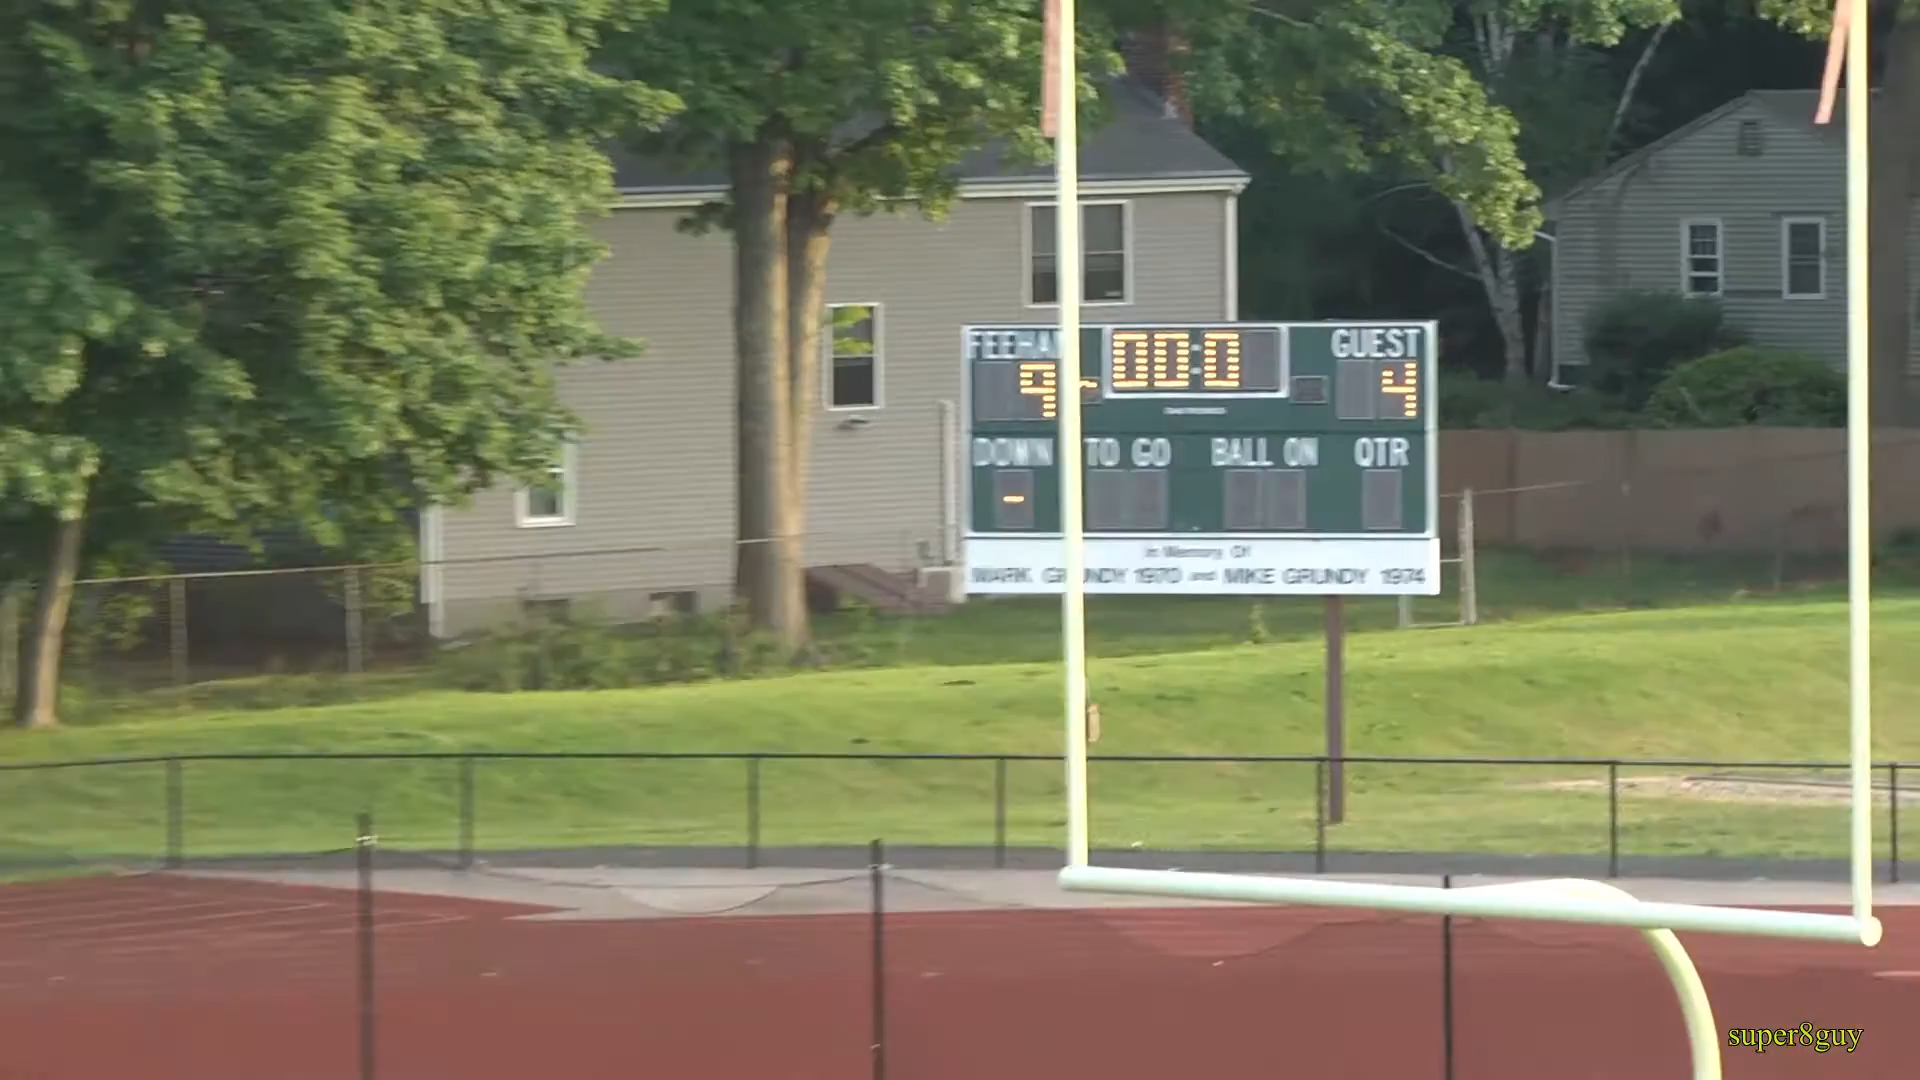 FEEHAN 00:0 GUEST
9 4
DOWN TO GO BALL ON QTR
-
In Memory Of
MARK GRUNDY 1970 and MIKE GRUNDY 1974
super8guy